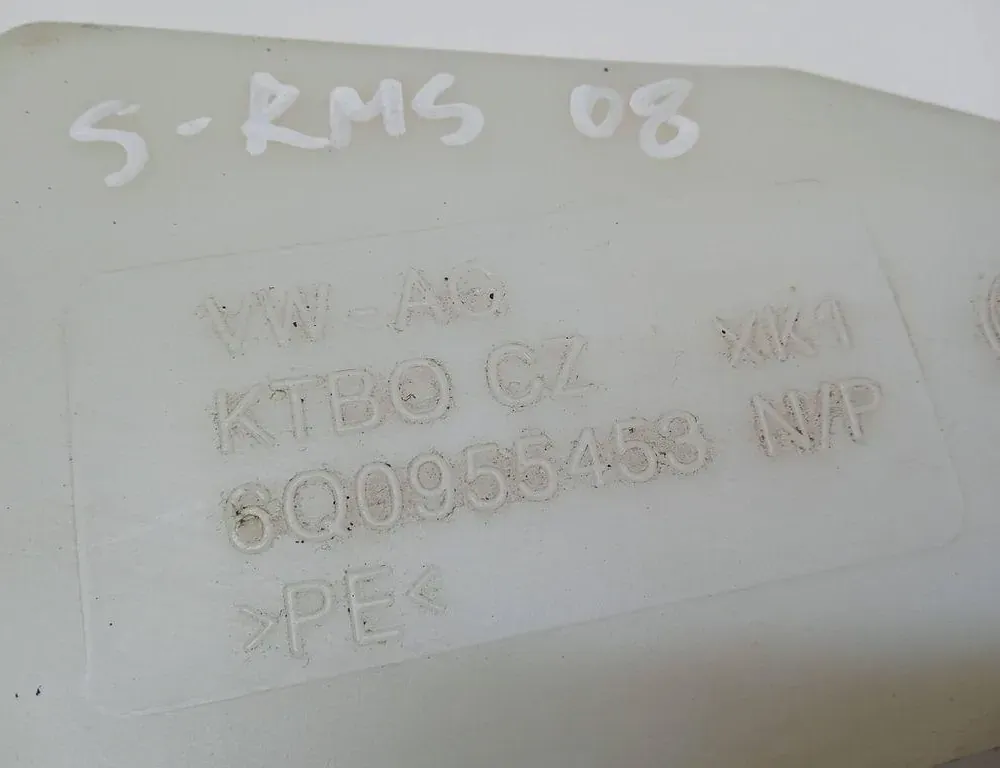 S-RMS 08
VW-AG
KTBO CZ XK1
6Q0955453 N/P
>PE<